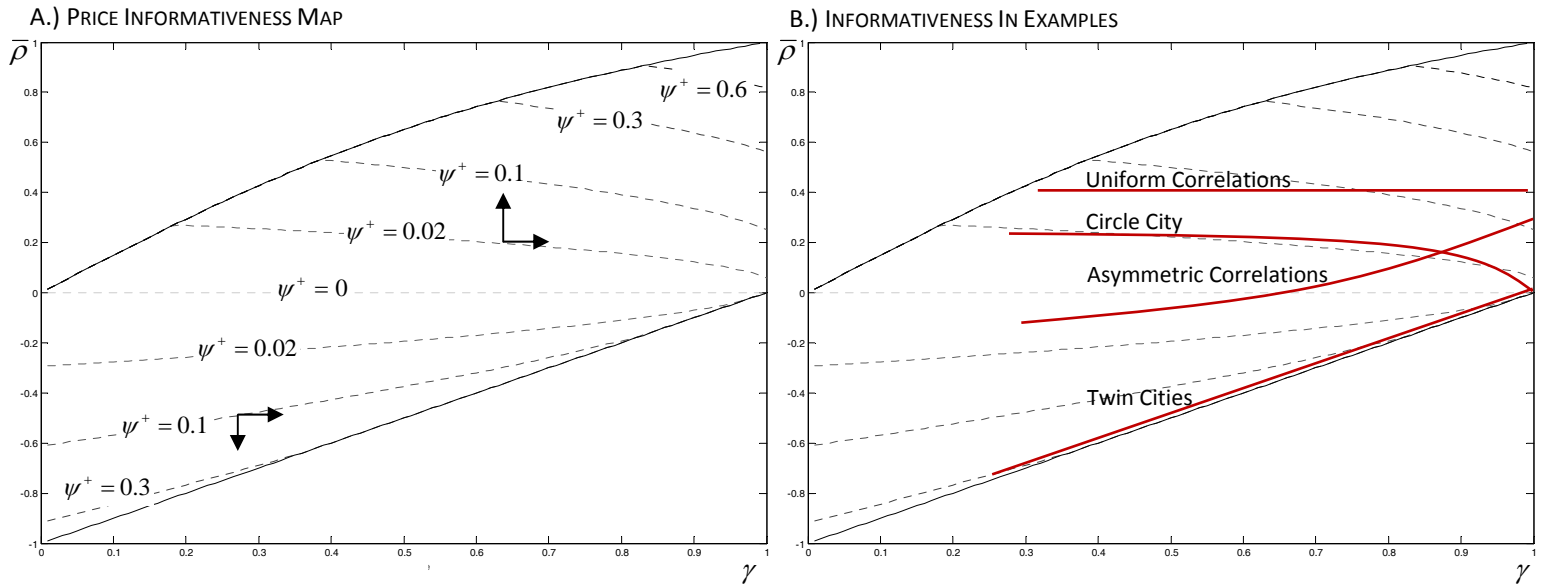 A.) PRICE INFORMATIVENESS MAP
ρ̄
1
0.8
0.6
0.4
0.2
0
-0.2
-0.4
-0.6
-0.8
-1
ψ⁺ = 0.6
ψ⁺ = 0.3
ψ⁺ = 0.1
ψ⁺ = 0.02
ψ⁺ = 0
ψ⁺ = 0.02
ψ⁺ = 0.1
ψ⁺ = 0.3
0 0.1 0.2 0.3 0.4 0.5 0.6 0.7 0.8 0.9 1
γ
B.) INFORMATIVENESS IN EXAMPLES
ρ̄
1
0.8
0.6
0.4
0.2
0
-0.2
-0.4
-0.6
-0.8
-1
Uniform Correlations
Circle City
Asymmetric Correlations
Twin Cities
0 0.1 0.2 0.3 0.4 0.5 0.6 0.7 0.8 0.9 1
γ